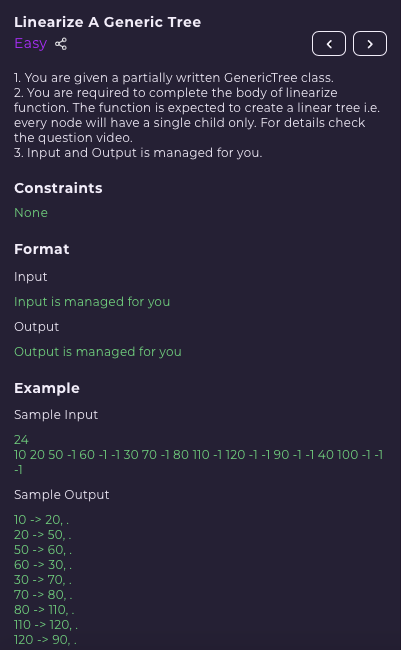 Linearize A Generic Tree
Easy
1. You are given a partially written GenericTree class.
2. You are required to complete the body of linearize
function. The function is expected to create a linear tree i.e.
every node will have a single child only. For details check
the question video.
3. Input and Output is managed for you.
Constraints
None
Format
Input
Input is managed for you
Output
Output is managed for you
Example
Sample Input
24
10 20 50 -1 60 -1 -1 30 70 -1 80 110 -1 120 -1 -1 90 -1 -1 40 100 -1 -1
-1
Sample Output
10 -> 20, .
20 -> 50, .
50 -> 60, .
60 -> 30, .
30 -> 70, .
70 -> 80, .
80 -> 110, .
110 -> 120, .
120 -> 90, .